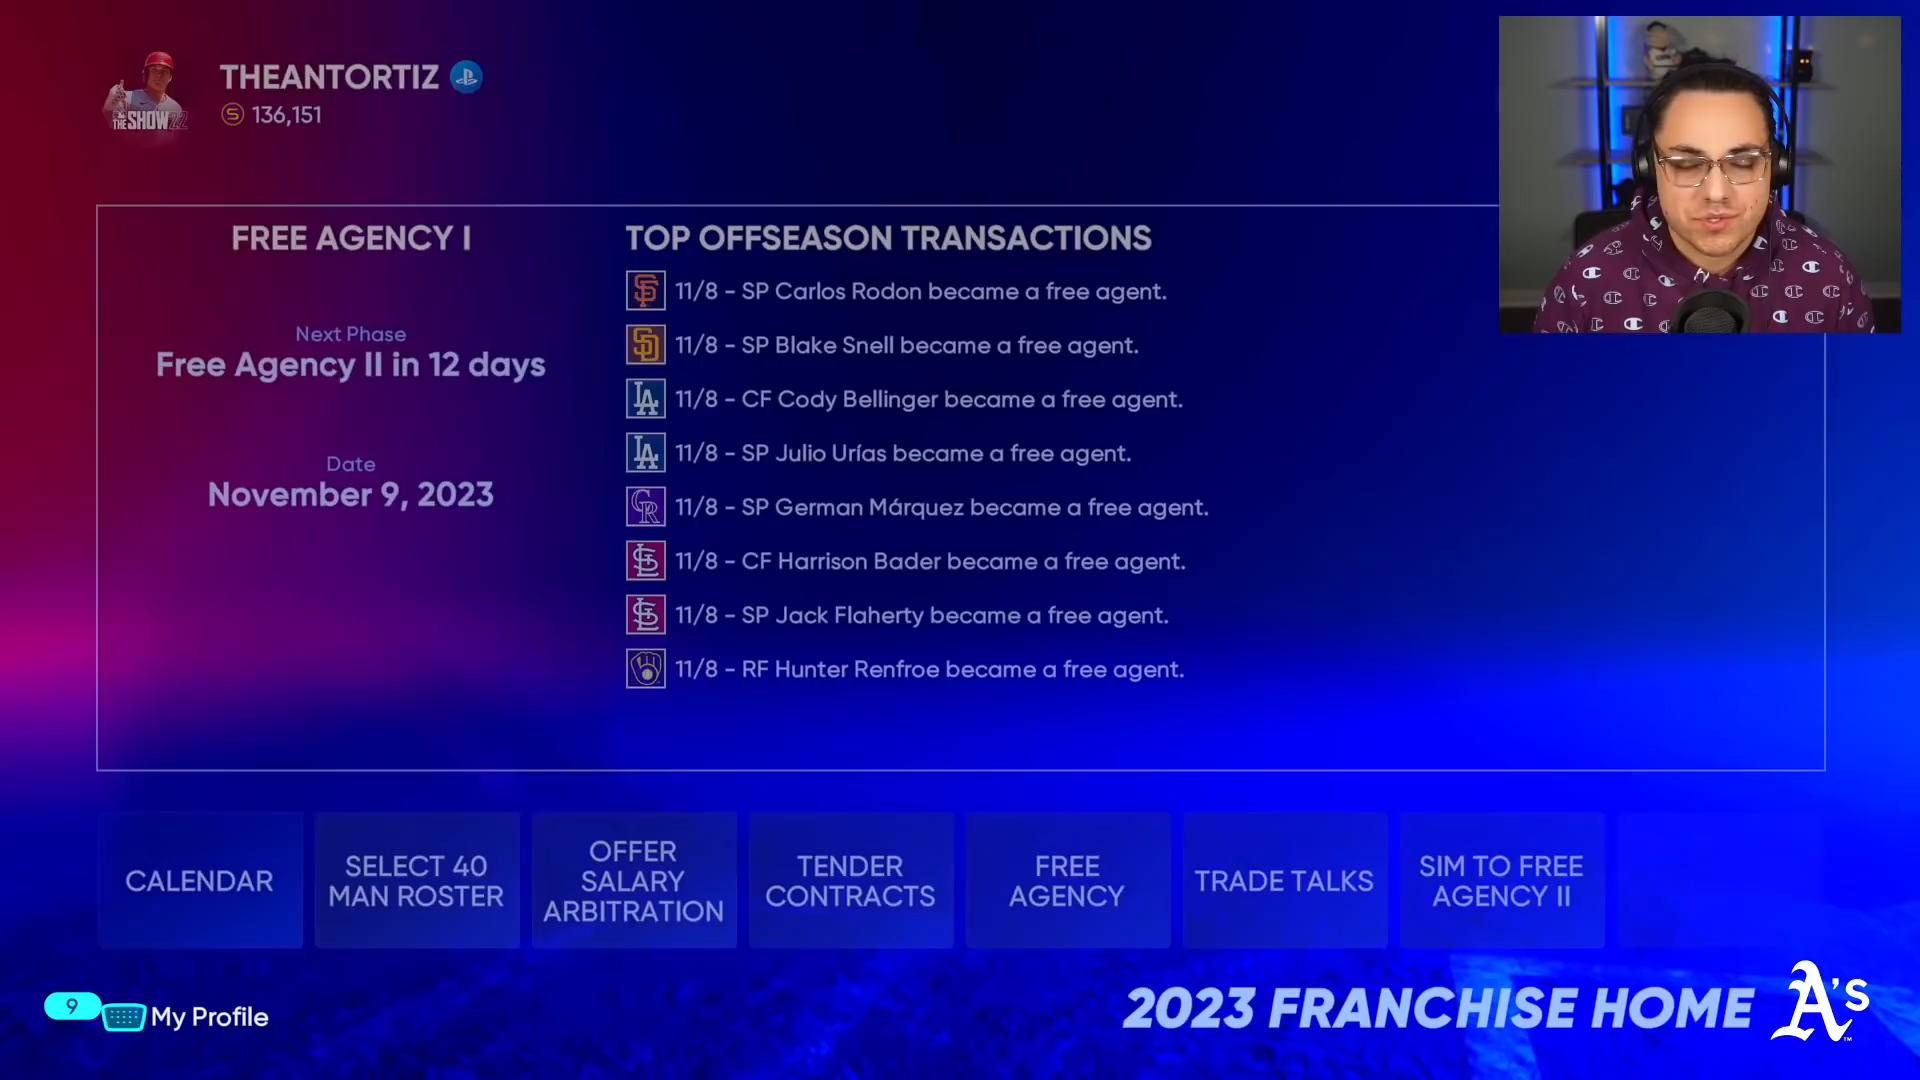 THEANTORTIZ
136,151
THE SHOW 22
FREE AGENCY I
Next Phase
Free Agency II in 12 days
Date
November 9, 2023
TOP OFFSEASON TRANSACTIONS
11/8 - SP Carlos Rodon became a free agent.
11/8 - SP Blake Snell became a free agent.
11/8 - CF Cody Bellinger became a free agent.
11/8 - SP Julio Urías became a free agent.
11/8 - SP German Márquez became a free agent.
11/8 - CF Harrison Bader became a free agent.
11/8 - SP Jack Flaherty became a free agent.
11/8 - RF Hunter Renfroe became a free agent.
CALENDAR
SELECT 40
MAN ROSTER
OFFER
SALARY
ARBITRATION
TENDER
CONTRACTS
FREE
AGENCY
TRADE TALKS
SIM TO FREE
AGENCY II
9
My Profile
2023 FRANCHISE HOME
A's